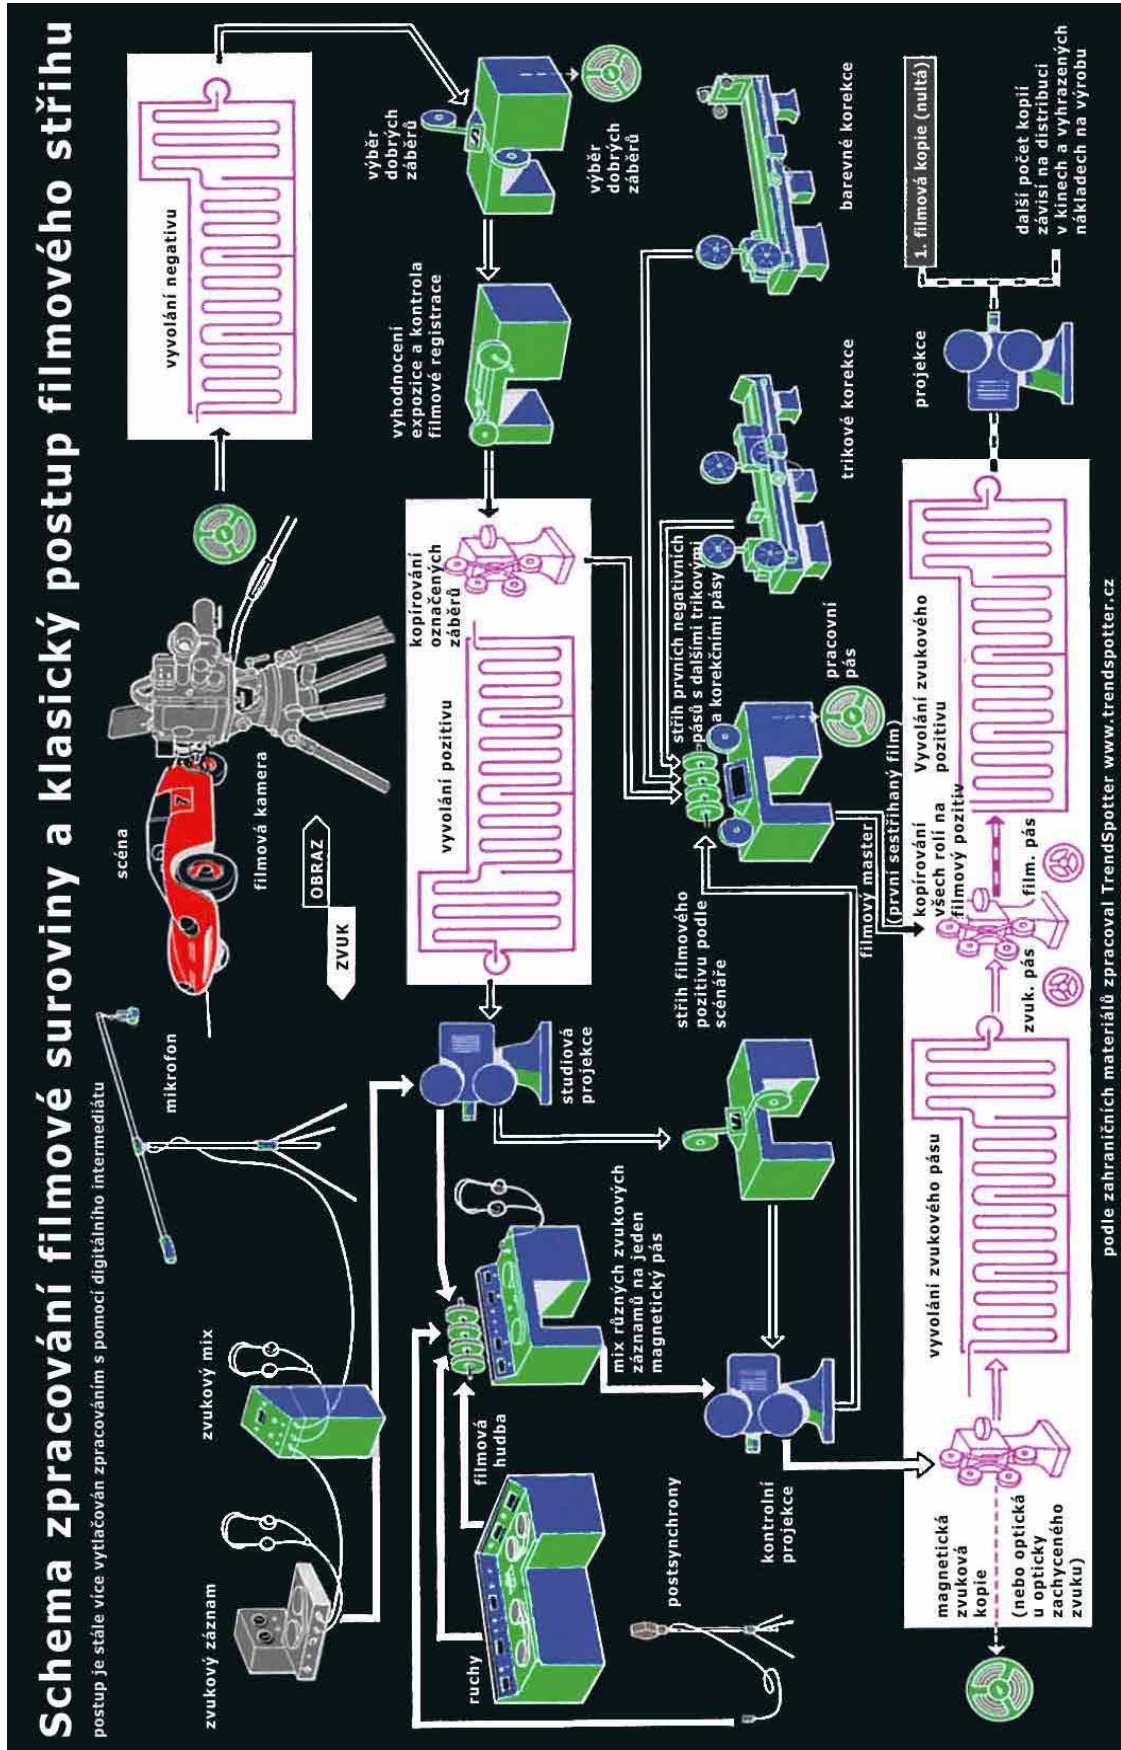 Schema zpracování filmové suroviny a klasický postup filmového střihu
postup je stále více vytlačován zpracováním s pomocí digitálního intermediátu
zvukový záznam
zvukový mix
mikrofon
scéna
filmová kamera
ZVUK
OBRAZ
vyvolání negativu
výběr
dobrých
záběrů
výběr
dobrých
záběrů
vyhodnocení
expozice a kontrola
filmové registrace
kopírování
označených
záběrů
vyvolání pozitivu
studiová
projekce
ruchy
filmová
hudba
mix různých zvukových
záznamů na jeden
magnetický pás
postsynchrony
kontrolní
projekce
střih filmového
pozitivu podle
scénáře
střih prvních negativních
pásů s dalšími trikovými
a korekčními pásy
pracovní
pás
trikové korekce
barevné korekce
filmový master
(první sestříhaný film)
magnetická
zvuková
kopie
(nebo optická
u opticky
zachyceného
zvuku)
vyvolání zvukového pásu
zvuk. pás
film. pás
kopírování
všech rolí na
filmový pozitiv
Vyvolání zvukového
pozitivu
projekce
1. filmová kopie (nultá)
další počet kopií
závisí na distribuci
v kinech a vyhrazených
nákladech na výrobu
podle zahraničních materiálů zpracoval TrendSpotter www.trendspotter.cz
7